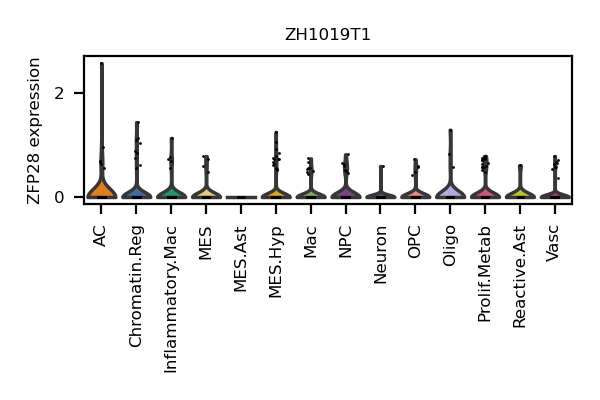 ZH1019T1
ZFP28 expression
2
0
AC
Chromatin.Reg
Inflammatory.Mac
MES
MES.Ast
MES.Hyp
Mac
NPC
Neuron
OPC
Oligo
Prolif.Metab
Reactive.Ast
Vasc